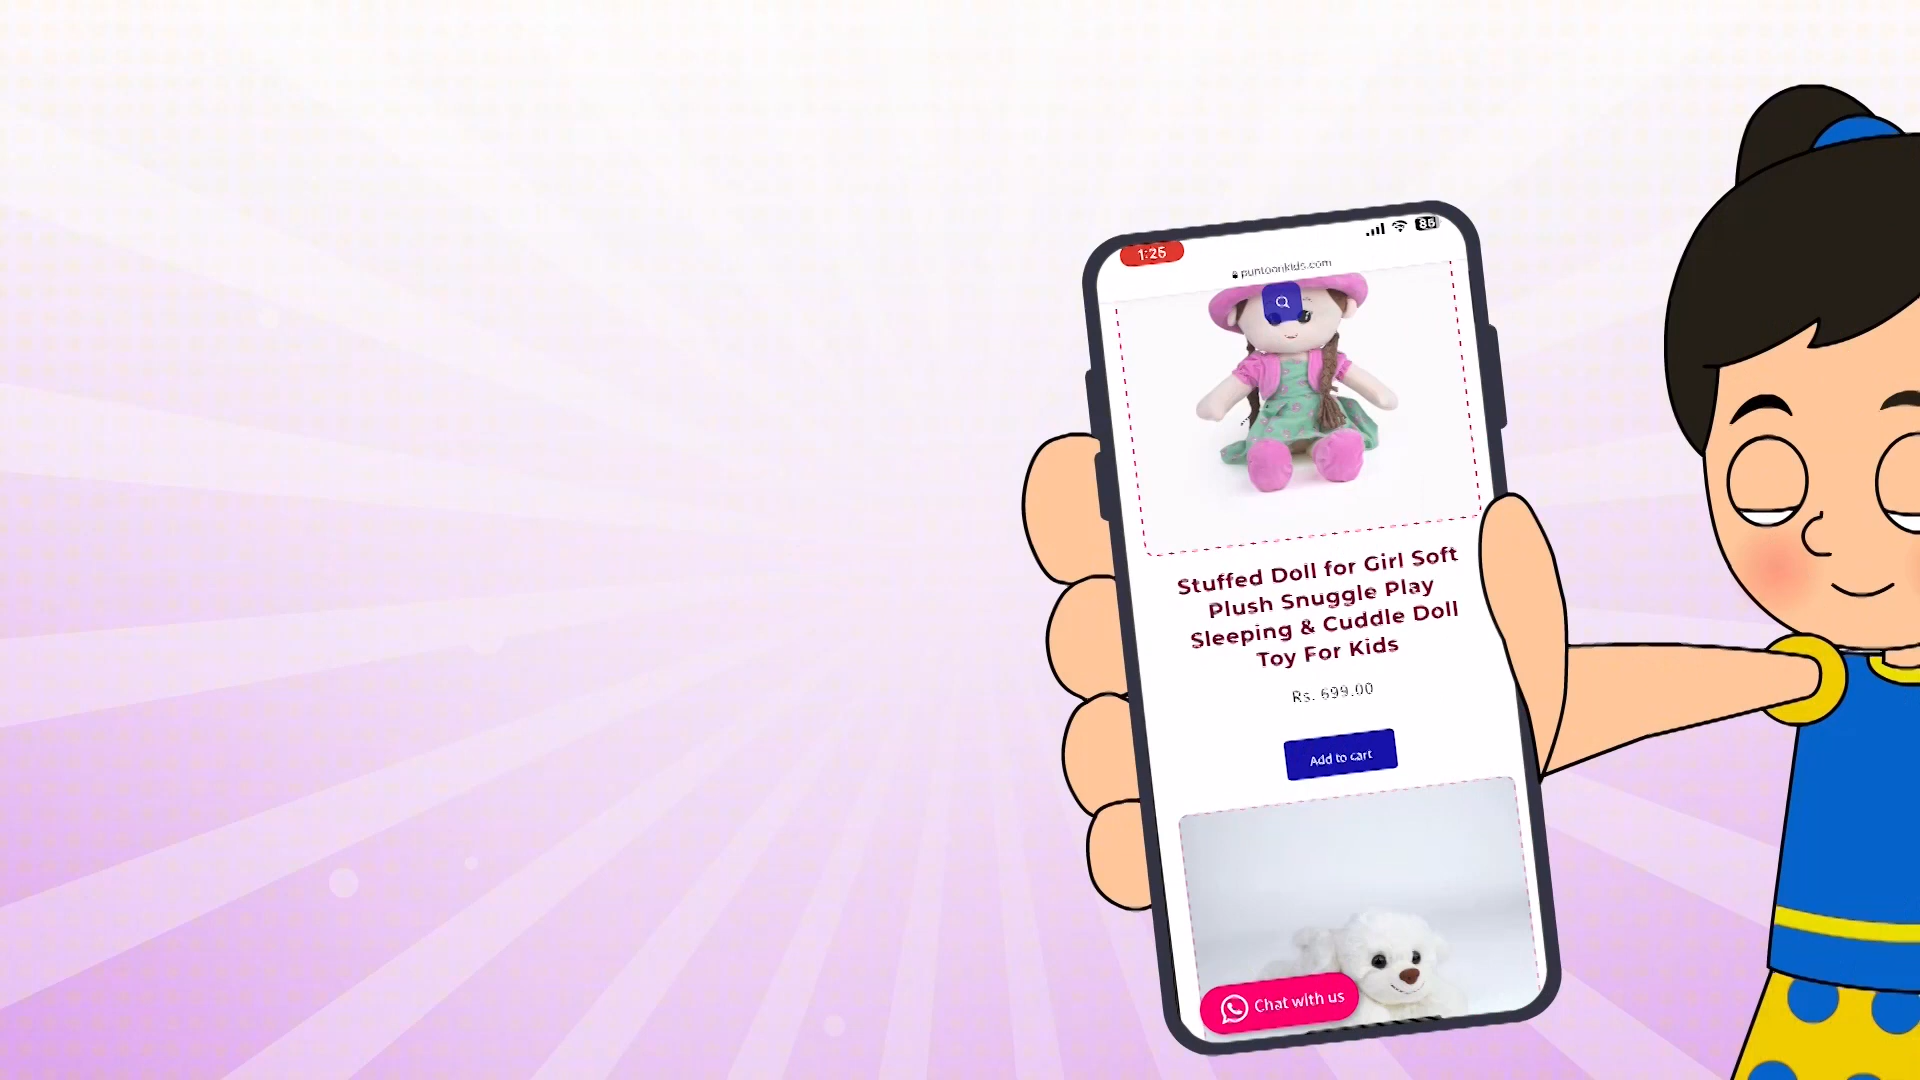 1:25
85
puntoonkids.com
Stuffed Doll for Girl Soft
Plush Snuggle Play
Sleeping & Cuddle Doll
Toy For Kids
Rs. 699.00
Add to cart
Chat with us